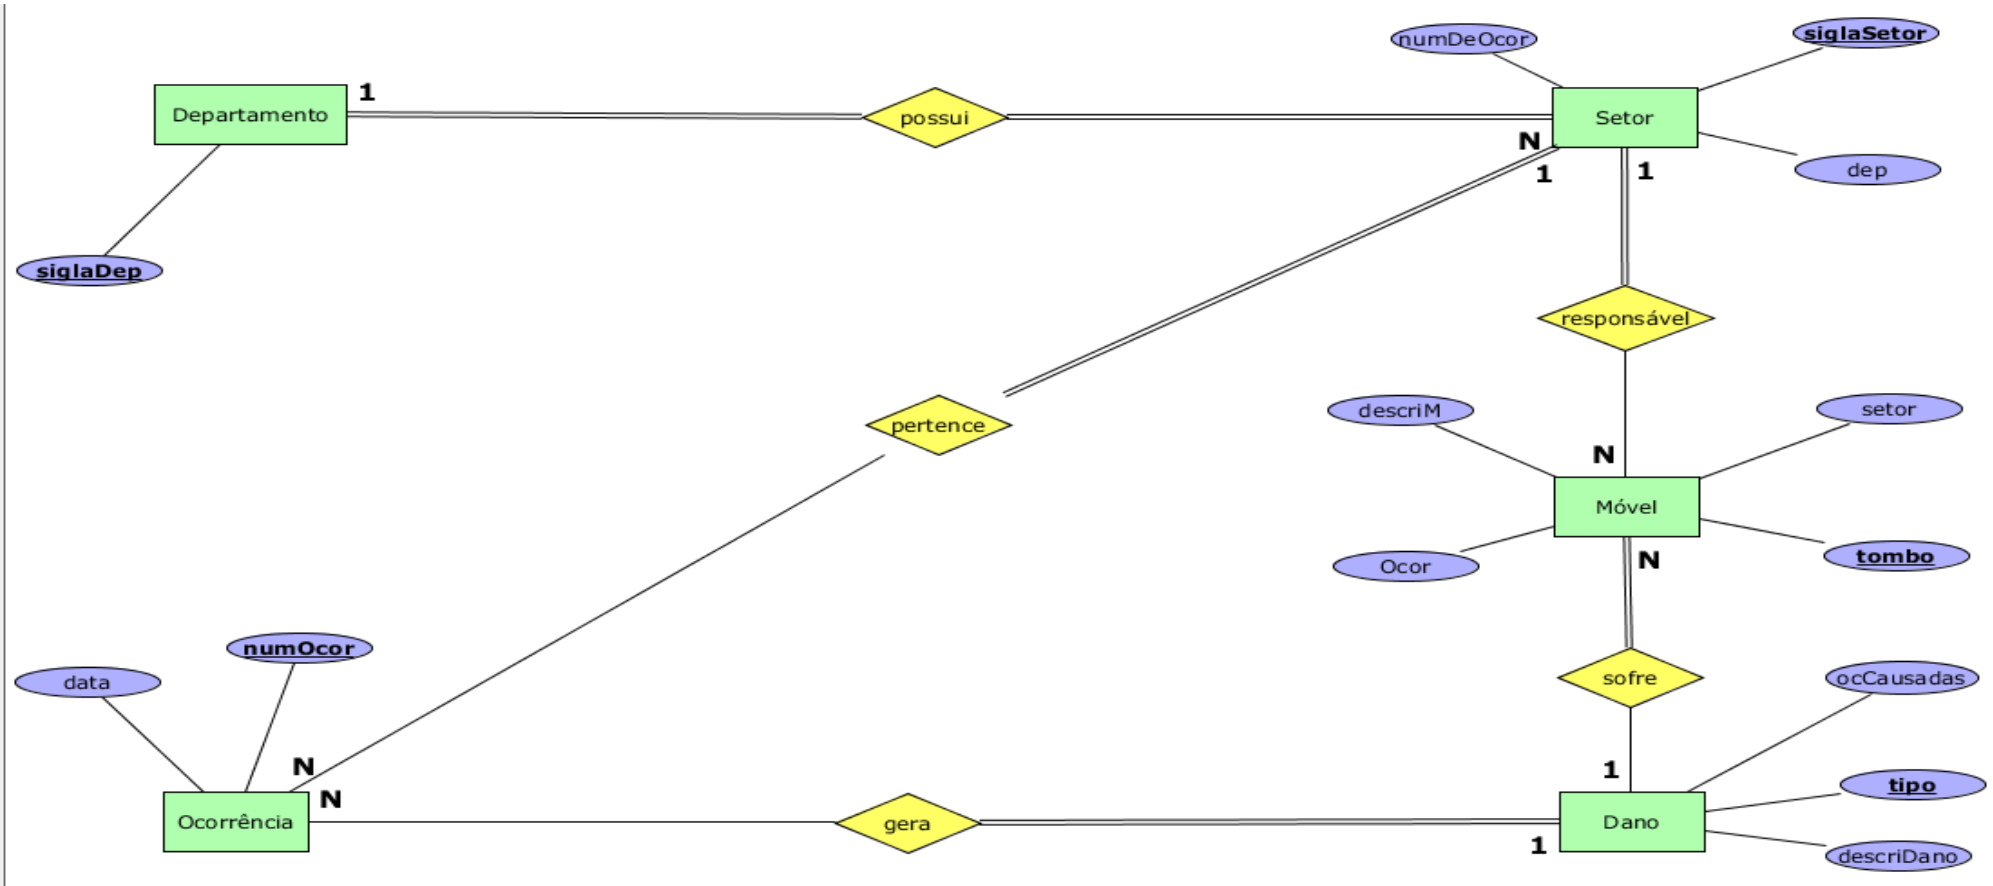 numDeOcor
siglaSetor
1
Departamento
possui
Setor
N
1
1
dep
siglaDep
responsável
descriM
setor
pertence
N
Móvel
Ocor
tombo
N
numOcor
data
sofre
ocCausadas
N
N
1
tipo
Ocorrência
gera
Dano
1
descriDano